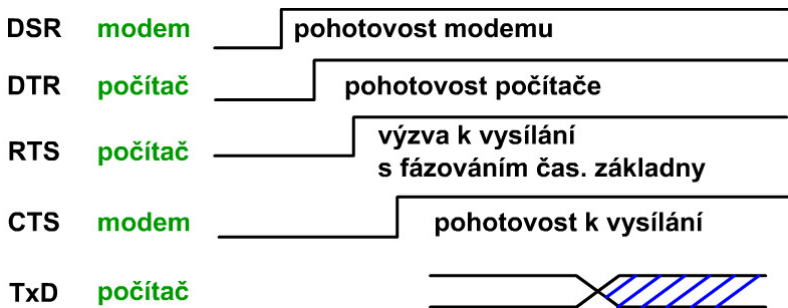 DSR modem pohotovost modemu
DTR počítač pohotovost počítače
RTS počítač výzva k vysílání
s fázováním čas. základny
CTS modem pohotovost k vysílání
TxD počítač